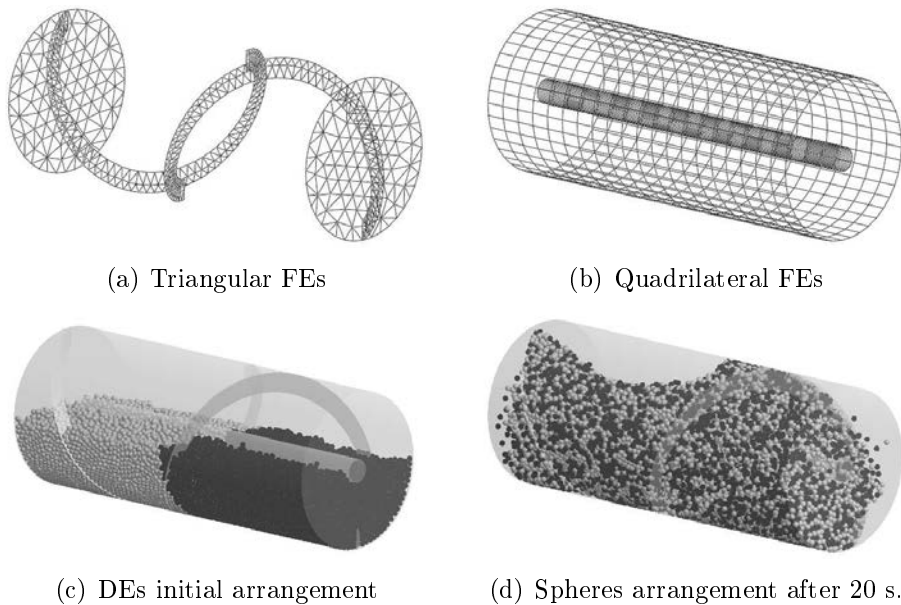 (a) Triangular FEs
(b) Quadrilateral FEs
(c) DEs initial arrangement
(d) Spheres arrangement after 20 s.